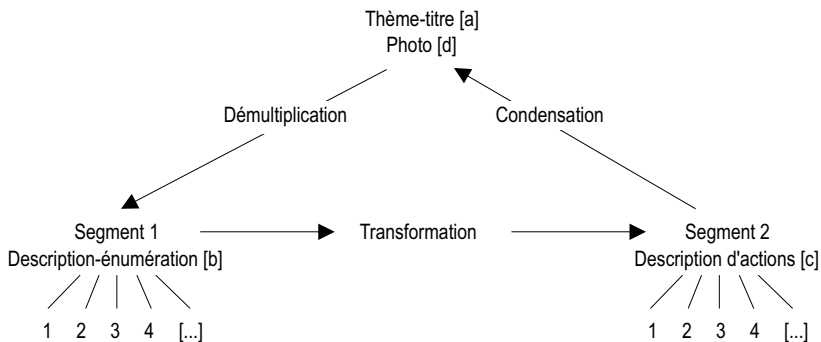 Thème-titre [a]
Photo [d]
Démultiplication
Condensation
Segment 1
Transformation
Segment 2
Description-énumération [b]
Description d'actions [c]
1 2 3 4 [...]
1 2 3 4 [...]